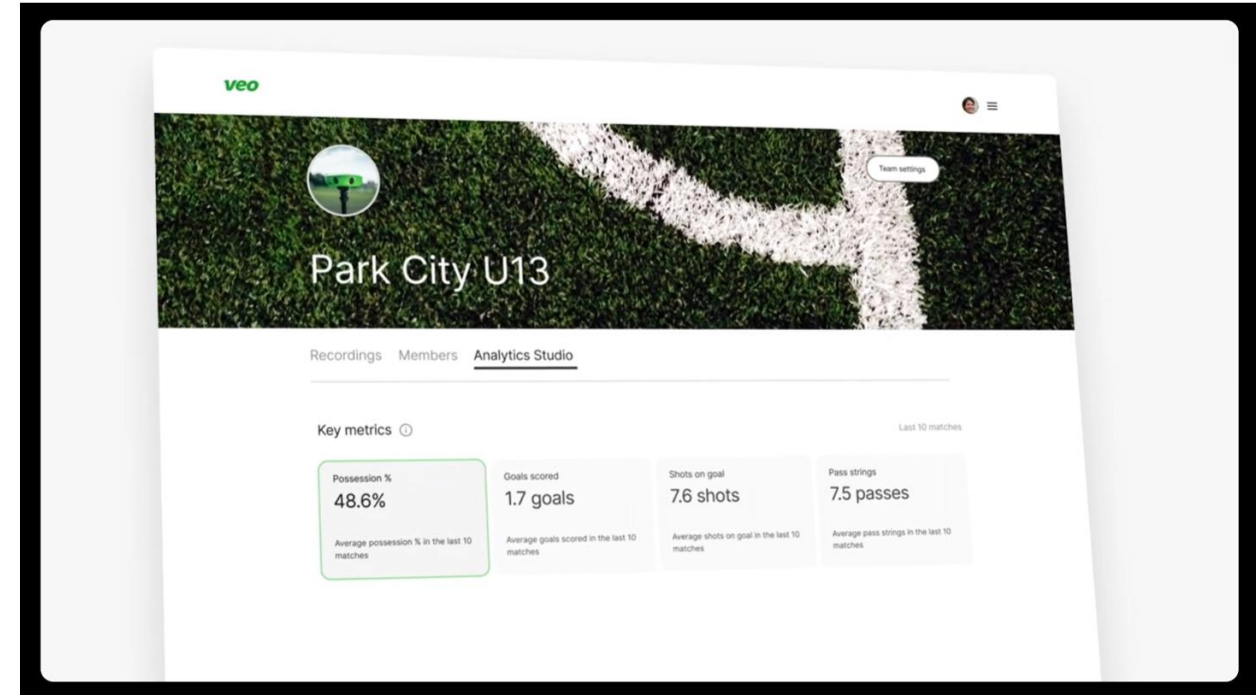 veo
Team settings
Park City U13
Recordings Members Analytics Studio
Key metrics
Last 10 matches
Possession %
48.6%
Average possession % in the last 10
matches
Goals scored
1.7 goals
Average goals scored in the last 10
matches
Shots on goal
7.6 shots
Average shots on goal in the last 10
matches
Pass strings
7.5 passes
Average pass strings in the last 10
matches